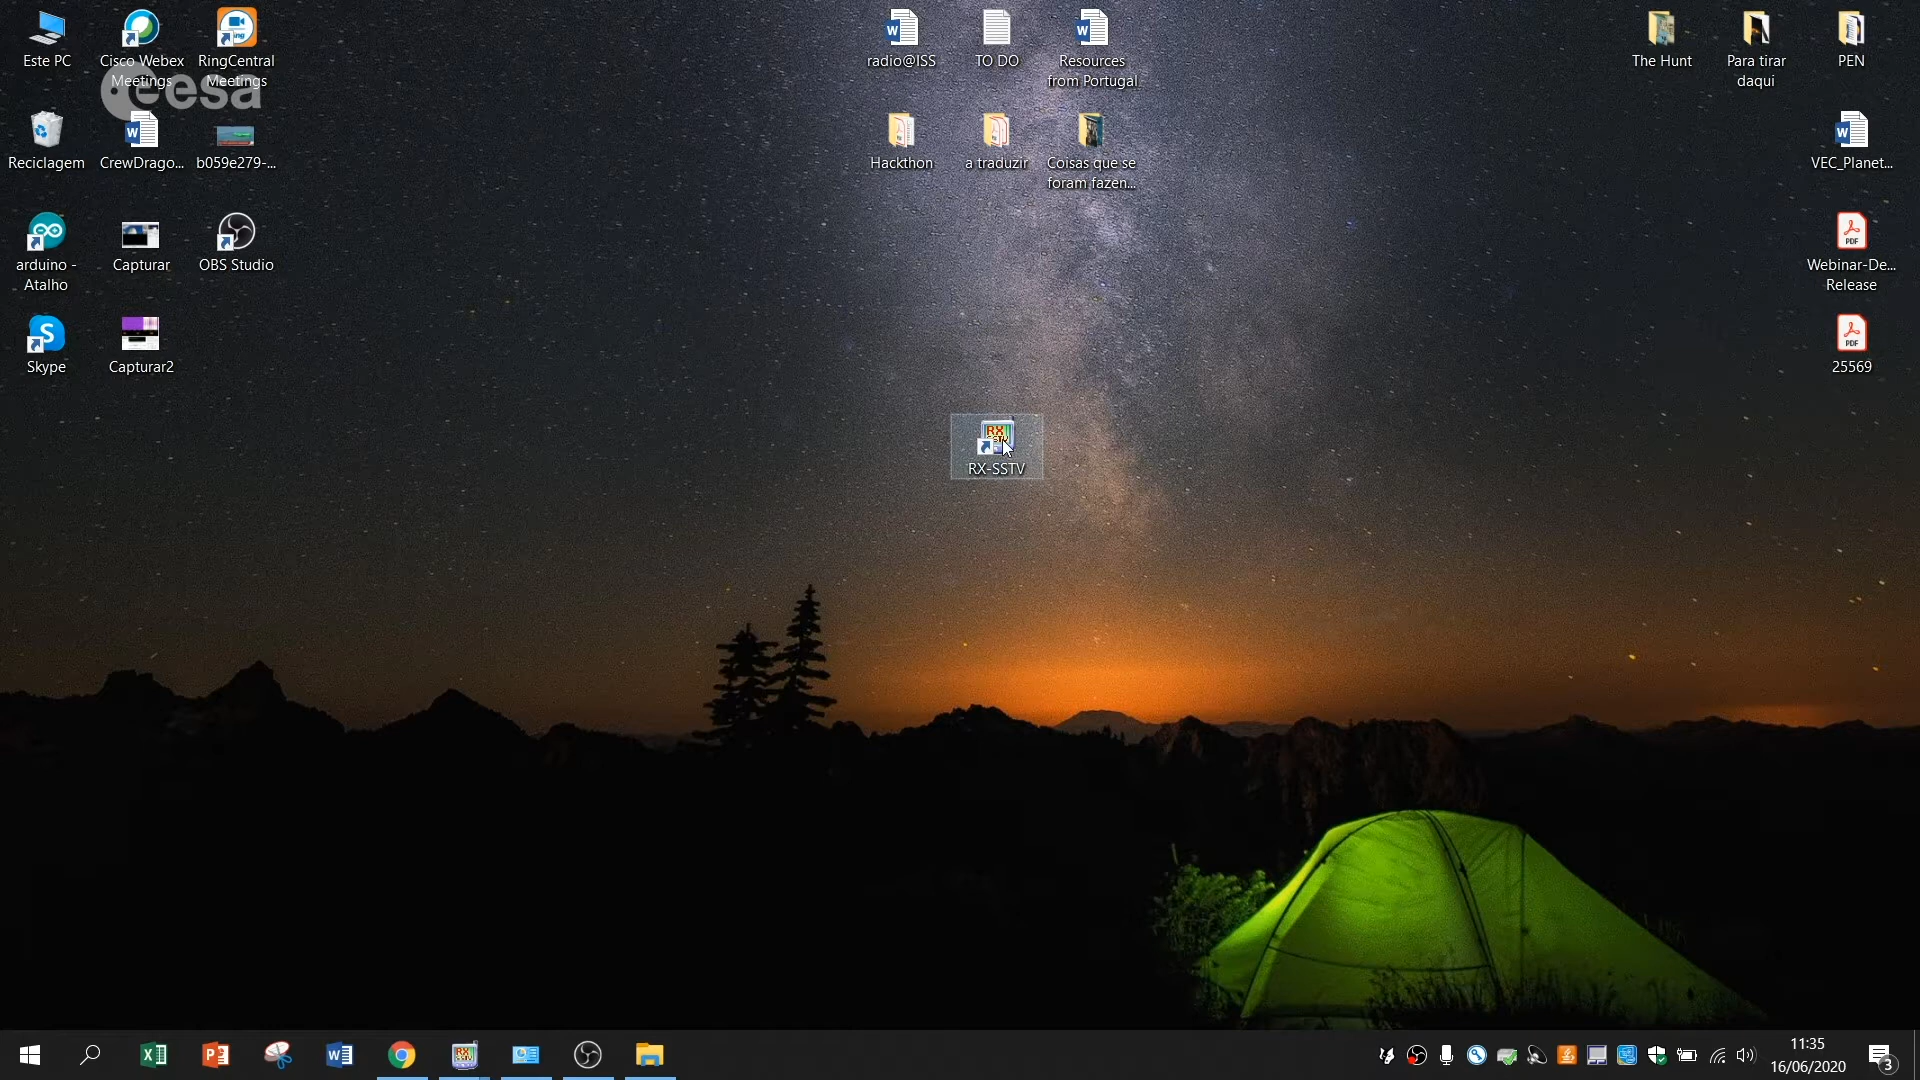 Este PC
Cisco Webex
Meetings
RingCentral
Meetings
radio@ISS
TO DO
Resources
from Portugal
The Hunt
Para tirar
daqui
PEN
esa
Reciclagem
CrewDrago...
b059e279-...
Hackthon
a traduzir
Coisas que se
foram fazen...
VEC_Planet...
arduino -
Atalho
Capturar
OBS Studio
Webinar-De...
Release
Skype
Capturar2
25569
RX-SSTV
11:35
16/06/2020
3